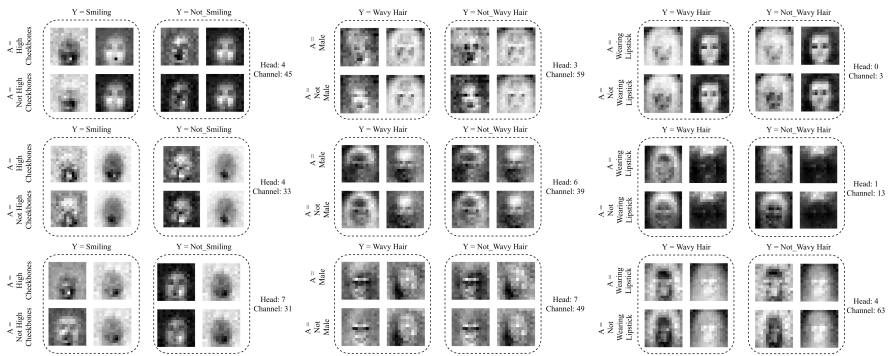 Y = Smiling
Y = Not_Smiling
A =
High
Cheekbones
A =
Not High
Cheekbones
Head: 4
Channel: 45
Y = Wavy Hair
Y = Not_Wavy Hair
A =
Male
A =
Not
Male
Head: 3
Channel: 59
Y = Wavy Hair
Y = Not_Wavy Hair
A =
Wearing
Lipstick
A =
Not Wearing
Lipstick
Head: 0
Channel: 3
Y = Smiling
Y = Not_Smiling
A =
High
Cheekbones
A =
Not High
Cheekbones
Head: 4
Channel: 33
Y = Wavy Hair
Y = Not_Wavy Hair
A =
Male
A =
Not
Male
Head: 6
Channel: 39
Y = Wavy Hair
Y = Not_Wavy Hair
A =
Wearing
Lipstick
A =
Not Wearing
Lipstick
Head: 1
Channel: 13
Y = Smiling
Y = Not_Smiling
A =
High
Cheekbones
A =
Not High
Cheekbones
Head: 7
Channel: 31
Y = Wavy Hair
Y = Not_Wavy Hair
A =
Male
A =
Not
Male
Head: 7
Channel: 49
Y = Wavy Hair
Y = Not_Wavy Hair
A =
Wearing
Lipstick
A =
Not Wearing
Lipstick
Head: 4
Channel: 63